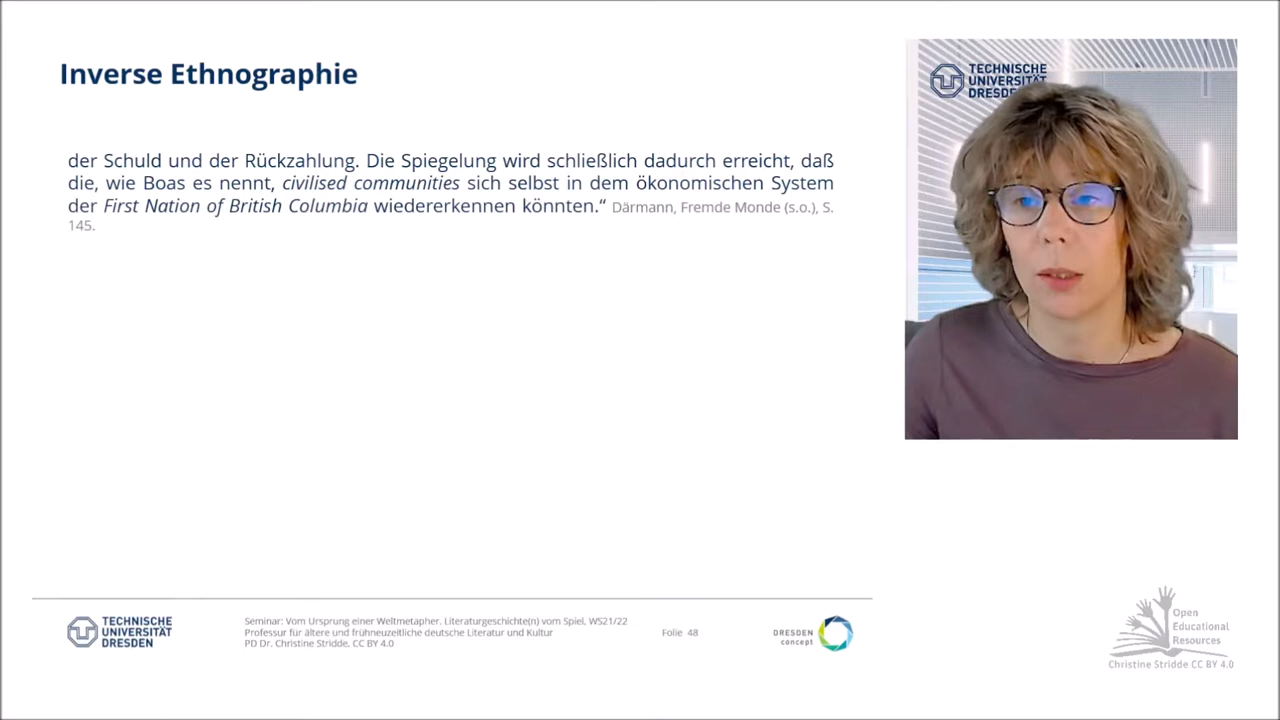 Inverse Ethnographie
der Schuld und der Rückzahlung. Die Spiegelung wird schließlich dadurch erreicht, daß
die, wie Boas es nennt, civilised communities sich selbst in dem ökonomischen System
der First Nation of British Columbia wiedererkennen könnten.“ Därmann, Fremde Monde (s.o.), S.
145.
TECHNISCHE
UNIVERSITÄT
DRESDEN
TECHNISCHE
UNIVERSITÄT
DRESDEN
Seminar: Vom Ursprung einer Weltmetapher. Literaturgeschichte(n) vom Spiel, WS21/22
Professur für ältere und frühneuzeitliche deutsche Literatur und Kultur
PD Dr. Christine Stridde, CC BY 4.0
Folie 48
DRESDEN
concept
Open
Educational
Resources
Christine Stridde CC BY 4.0